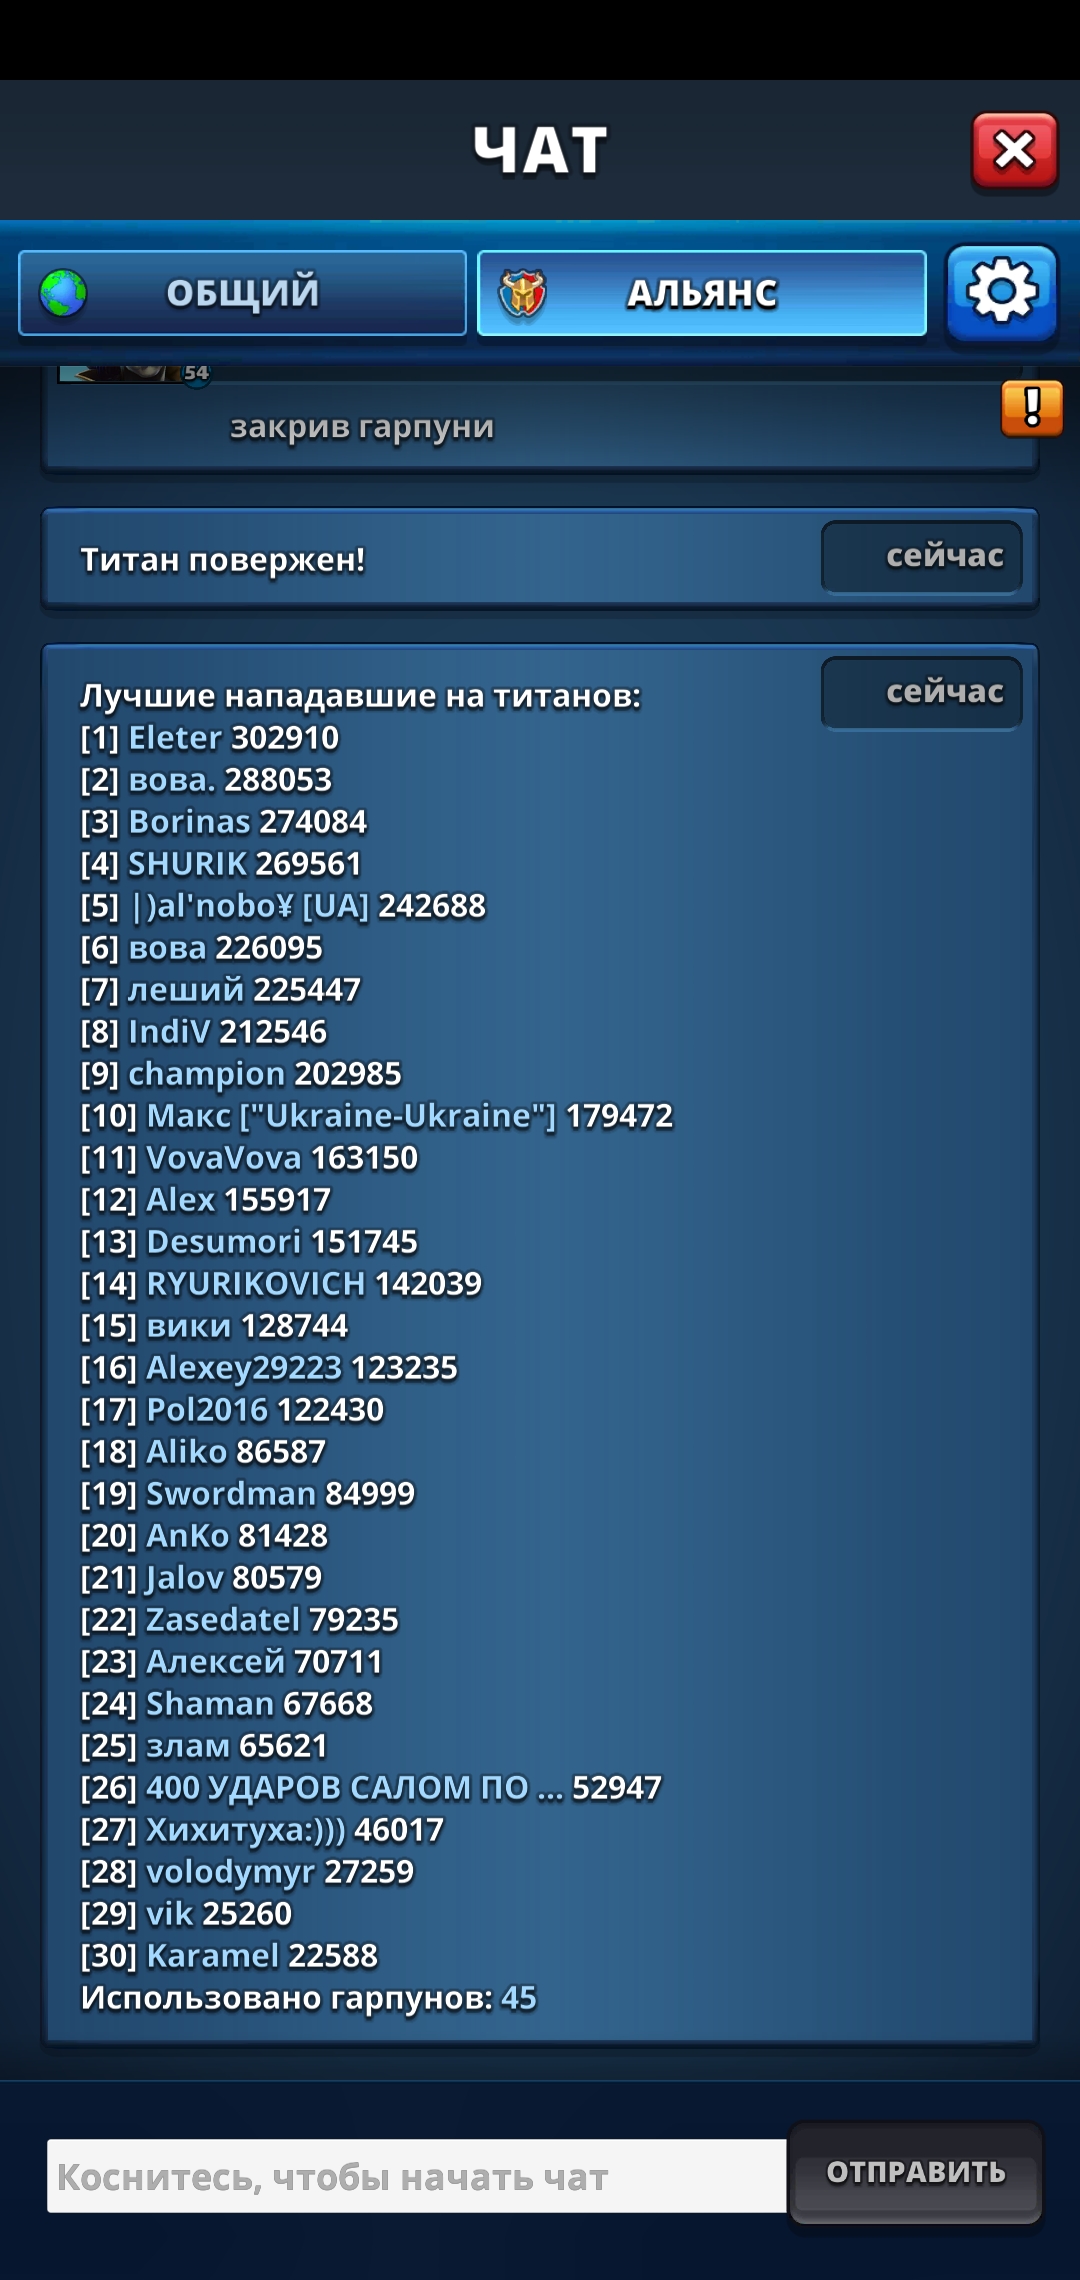 ЧАТ
ОБЩИЙ
АЛЬЯНС
54
закрив гарпуни
Титан повержен!
сейчас
Лучшие нападавшие на титанов:
сейчас
[1] Eleter 302910
[2] вова. 288053
[3] Borinas 274084
[4] SHURIK 269561
[5] |)al'nobo¥ [UA] 242688
[6] вова 226095
[7] леший 225447
[8] IndiV 212546
[9] champion 202985
[10] Макс ["Ukraine-Ukraine"] 179472
[11] VovaVova 163150
[12] Alex 155917
[13] Desumori 151745
[14] RYURIKOVICH 142039
[15] вики 128744
[16] Alexey29223 123235
[17] Pol2016 122430
[18] Aliko 86587
[19] Swordman 84999
[20] AnKo 81428
[21] Jalov 80579
[22] Zasedatel 79235
[23] Алексей 70711
[24] Shaman 67668
[25] злам 65621
[26] 400 УДАРОВ САЛОМ ПО ... 52947
[27] Хихитуха:))) 46017
[28] volodymyr 27259
[29] vik 25260
[30] Karamel 22588
Использовано гарпунов: 45
Коснитесь, чтобы начать чат
ОТПРАВИТЬ